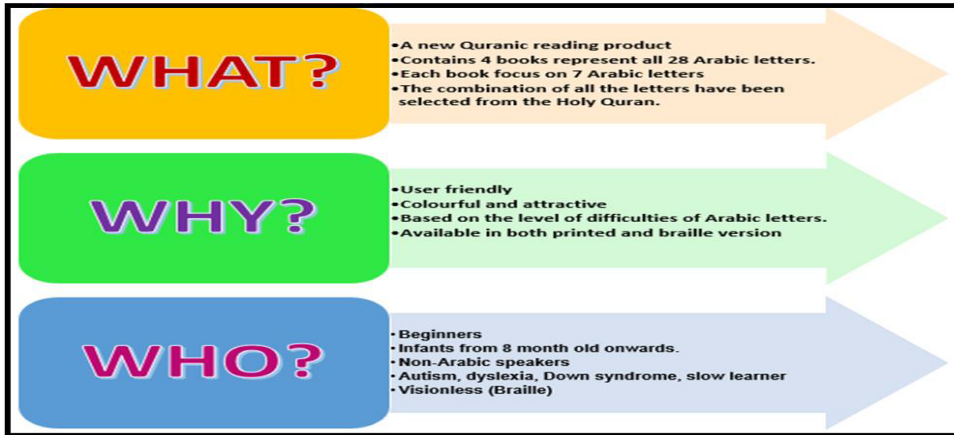 WHAT?
•A new Quranic reading product
•Contains 4 books represent all 28 Arabic letters.
•Each book focus on 7 Arabic letters
•The combination of all the letters have been
selected from the Holy Quran.
WHY?
•User friendly
•Colourful and attractive
•Based on the level of difficulties of Arabic letters.
•Available in both printed and braille version
WHO?
•Beginners
•Infants from 8 month old onwards.
•Non-Arabic speakers
•Autism, dyslexia, Down syndrome, slow learner
•Visionless (Braille)